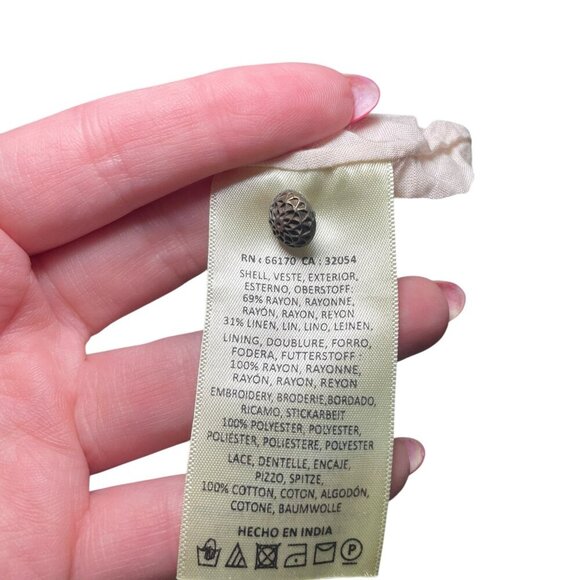 RN : 66170 CA : 32054
SHELL, VESTE, EXTERIOR,
ESTERNO, OBERSTOFF:
69% RAYON, RAYONNE,
RAYÓN, RAYON, REYON
31% LINEN, LIN, LINO, LEINEN.
LINING, DOUBLURE, FORRO,
FODERA, FUTTERSTOFF :
100% RAYON, RAYONNE,
RAYÓN, RAYON, REYON
EMBROIDERY, BRODERIE,BORDADO,
RICAMO, STICKARBEIT
100% POLYESTER, POLYESTER,
POLIÉSTER, POLIESTERE, POLYESTER
LACE, DENTELLE, ENCAJE,
PIZZO, SPITZE,
100% COTTON, COTON, ALGODÓN,
COTONE, BAUMWOLLE
HECHO EN INDIA
P